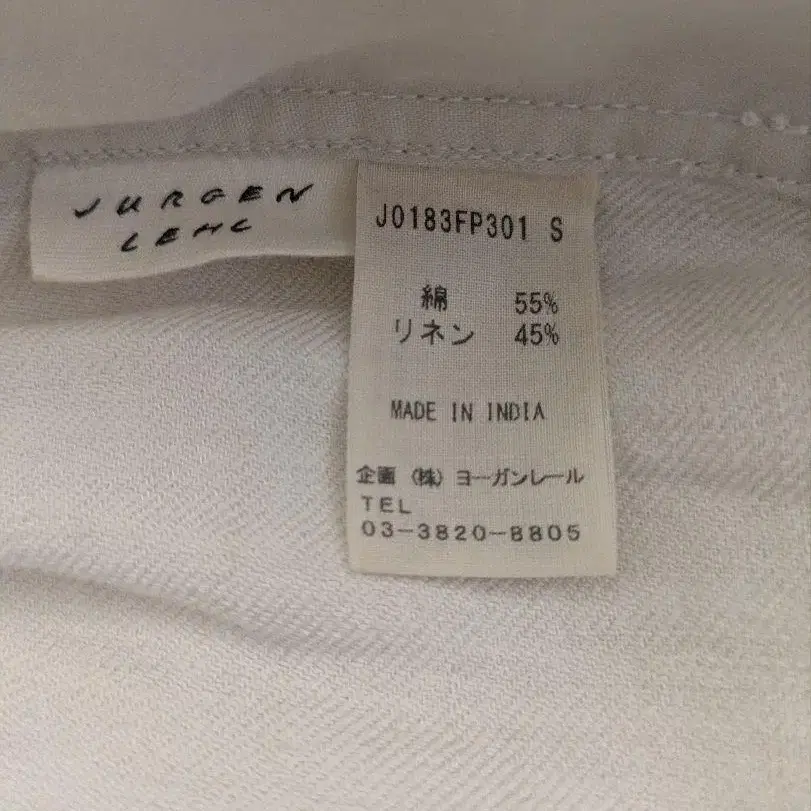 JURGEN
LEHL
J0183FP301 S
綿 55%
リネン 45%
MADE IN INDIA
企画 (株) ヨーガンレール
TEL
03-3820-8805